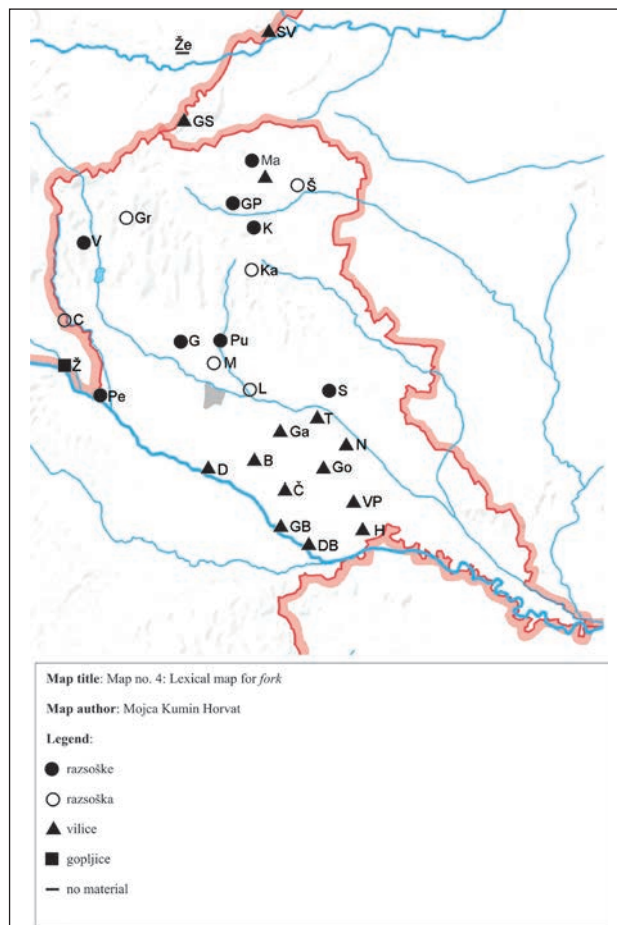 SV
Že
GS
Ma
Š
GP
Gr
K
V
Ka
C
G
Pu
M
Ž
Pe
L
S
T
Ga
N
B
D
Go
Č
VP
GB
H
DB
Map title: Map no. 4: Lexical map for fork
Map author: Mojca Kumin Horvat
Legend:
razsoške
razsoška
vilice
gopljice
no material